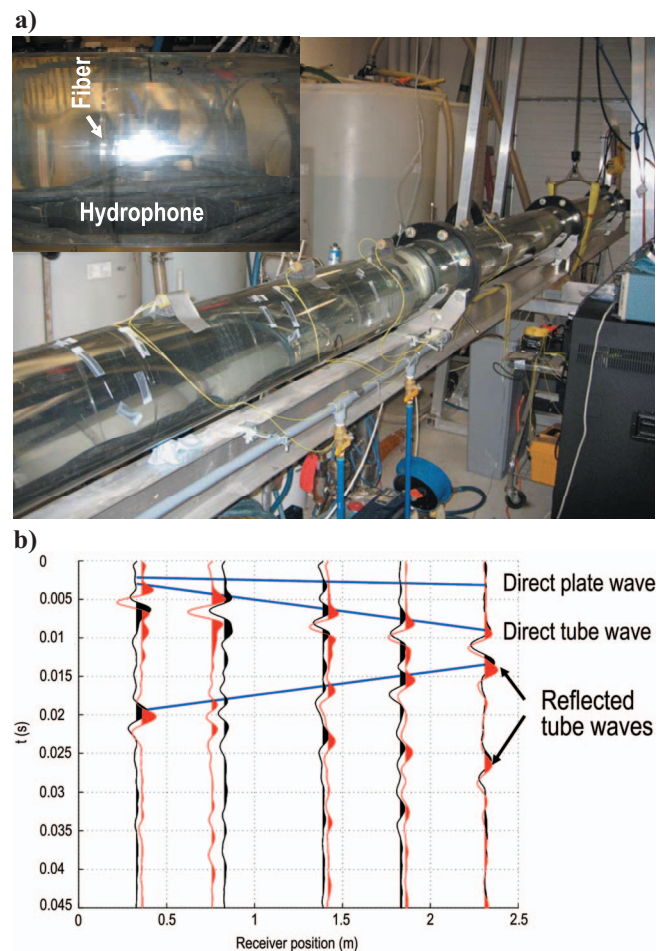 a)
Fiber
Hydrophone
b)
0
0.005
0.01
0.015
0.02
0.025
0.03
0.035
0.04
0.045
t (s)
0
0.5
1
1.5
2
2.5
Receiver position (m)
Direct plate wave
Direct tube wave
Reflected
tube waves